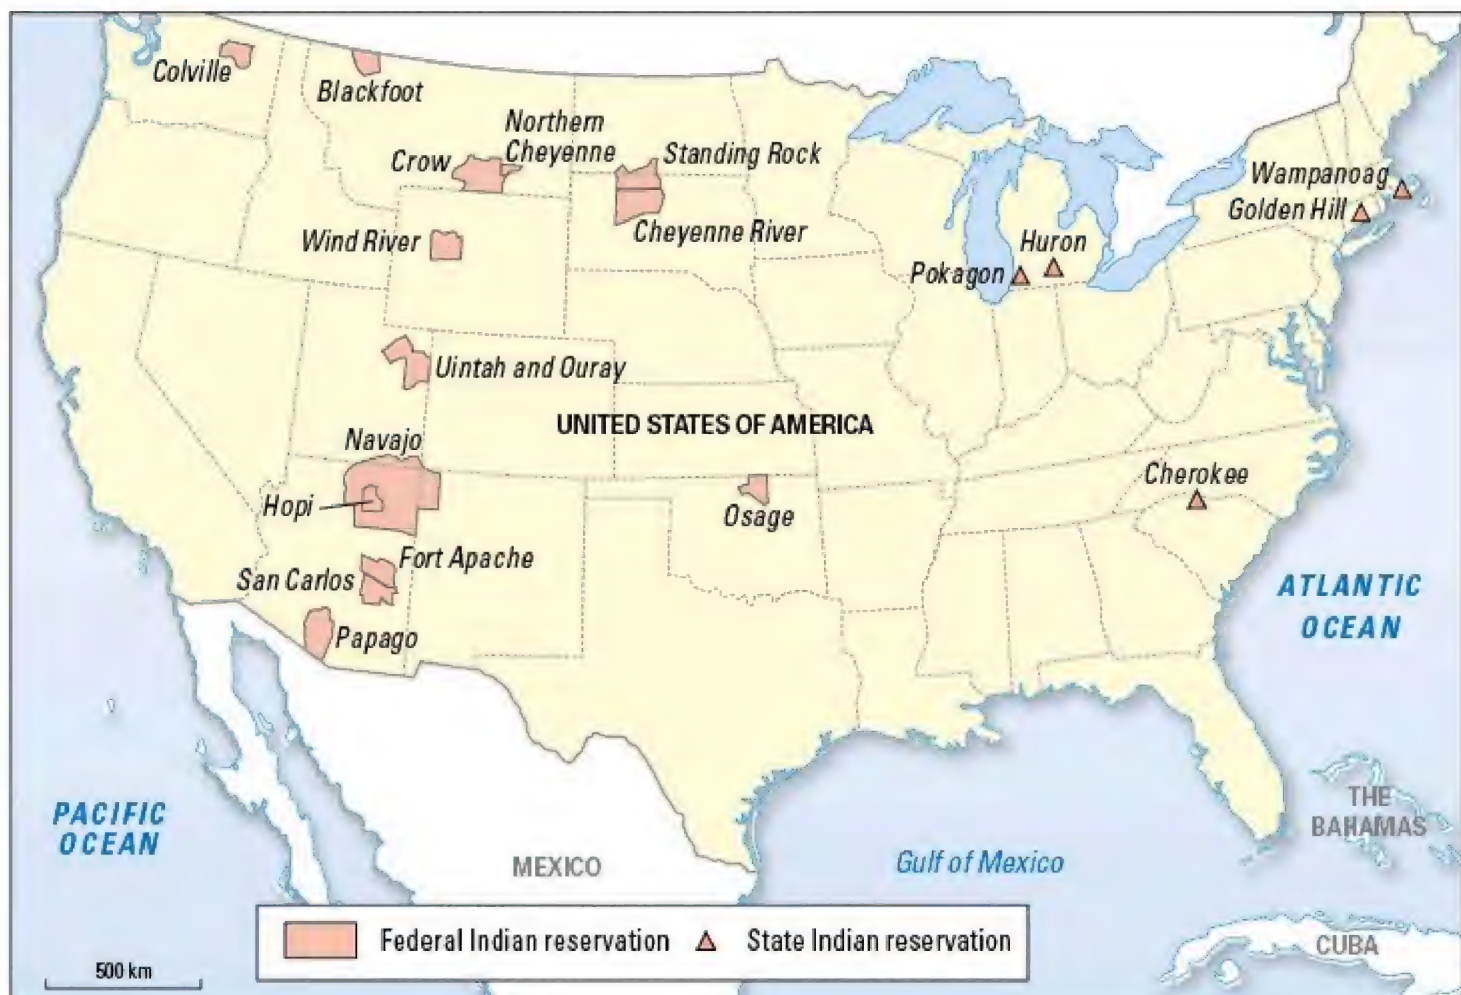 Colville
Blackfoot
Northern
Cheyenne
Crow
Standing Rock
Wampanoag
Golden Hill
Wind River
Cheyenne River
Huron
Pokagon
Uintah and Ouray
UNITED STATES OF AMERICA
Navajo
Hopi
Osage
Cherokee
Fort Apache
San Carlos
Papago
ATLANTIC
OCEAN
PACIFIC
OCEAN
THE
BAHAMAS
MEXICO
Gulf of Mexico
CUBA
Federal Indian reservation
State Indian reservation
500 km